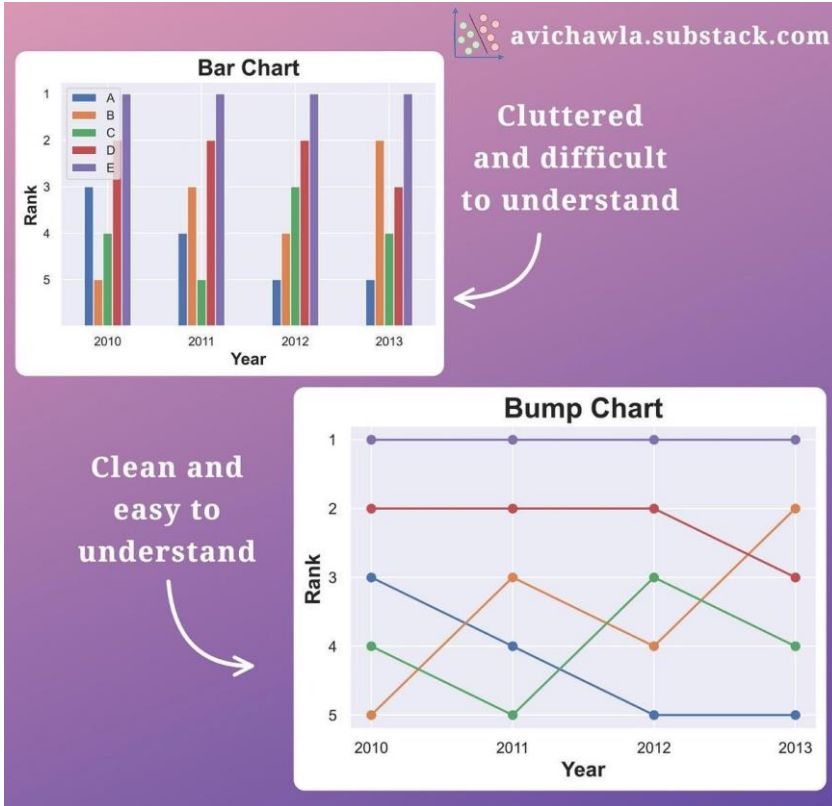 avichawla.substack.com
Bar Chart
1
2
3
4
5
A
B
C
D
E
Rank
2010 2011 2012 2013
Year
Cluttered
and difficult
to understand
Clean and
easy to
understand
Bump Chart
1
2
3
4
5
Rank
2010 2011 2012 2013
Year